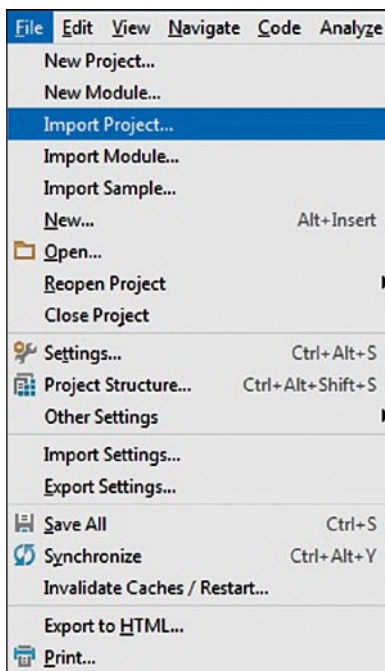 File Edit View Navigate Code Analyze
New Project...
New Module...
Import Project...
Import Module...
Import Sample...
New... Alt+Insert
Open...
Reopen Project
Close Project
Settings... Ctrl+Alt+S
Project Structure... Ctrl+Alt+Shift+S
Other Settings
Import Settings...
Export Settings...
Save All Ctrl+S
Synchronize Ctrl+Alt+Y
Invalidate Caches / Restart...
Export to HTML...
Print...